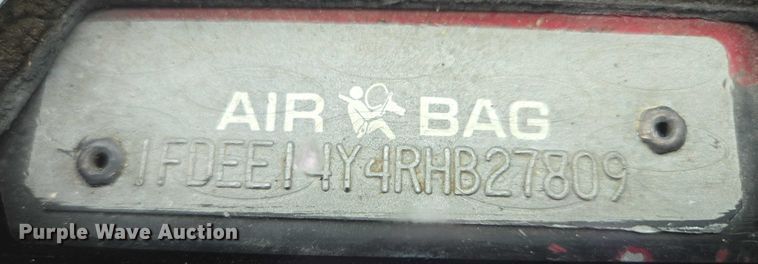 AIR BAG
1FDEE14Y4RHB27809
Purple Wave Auction